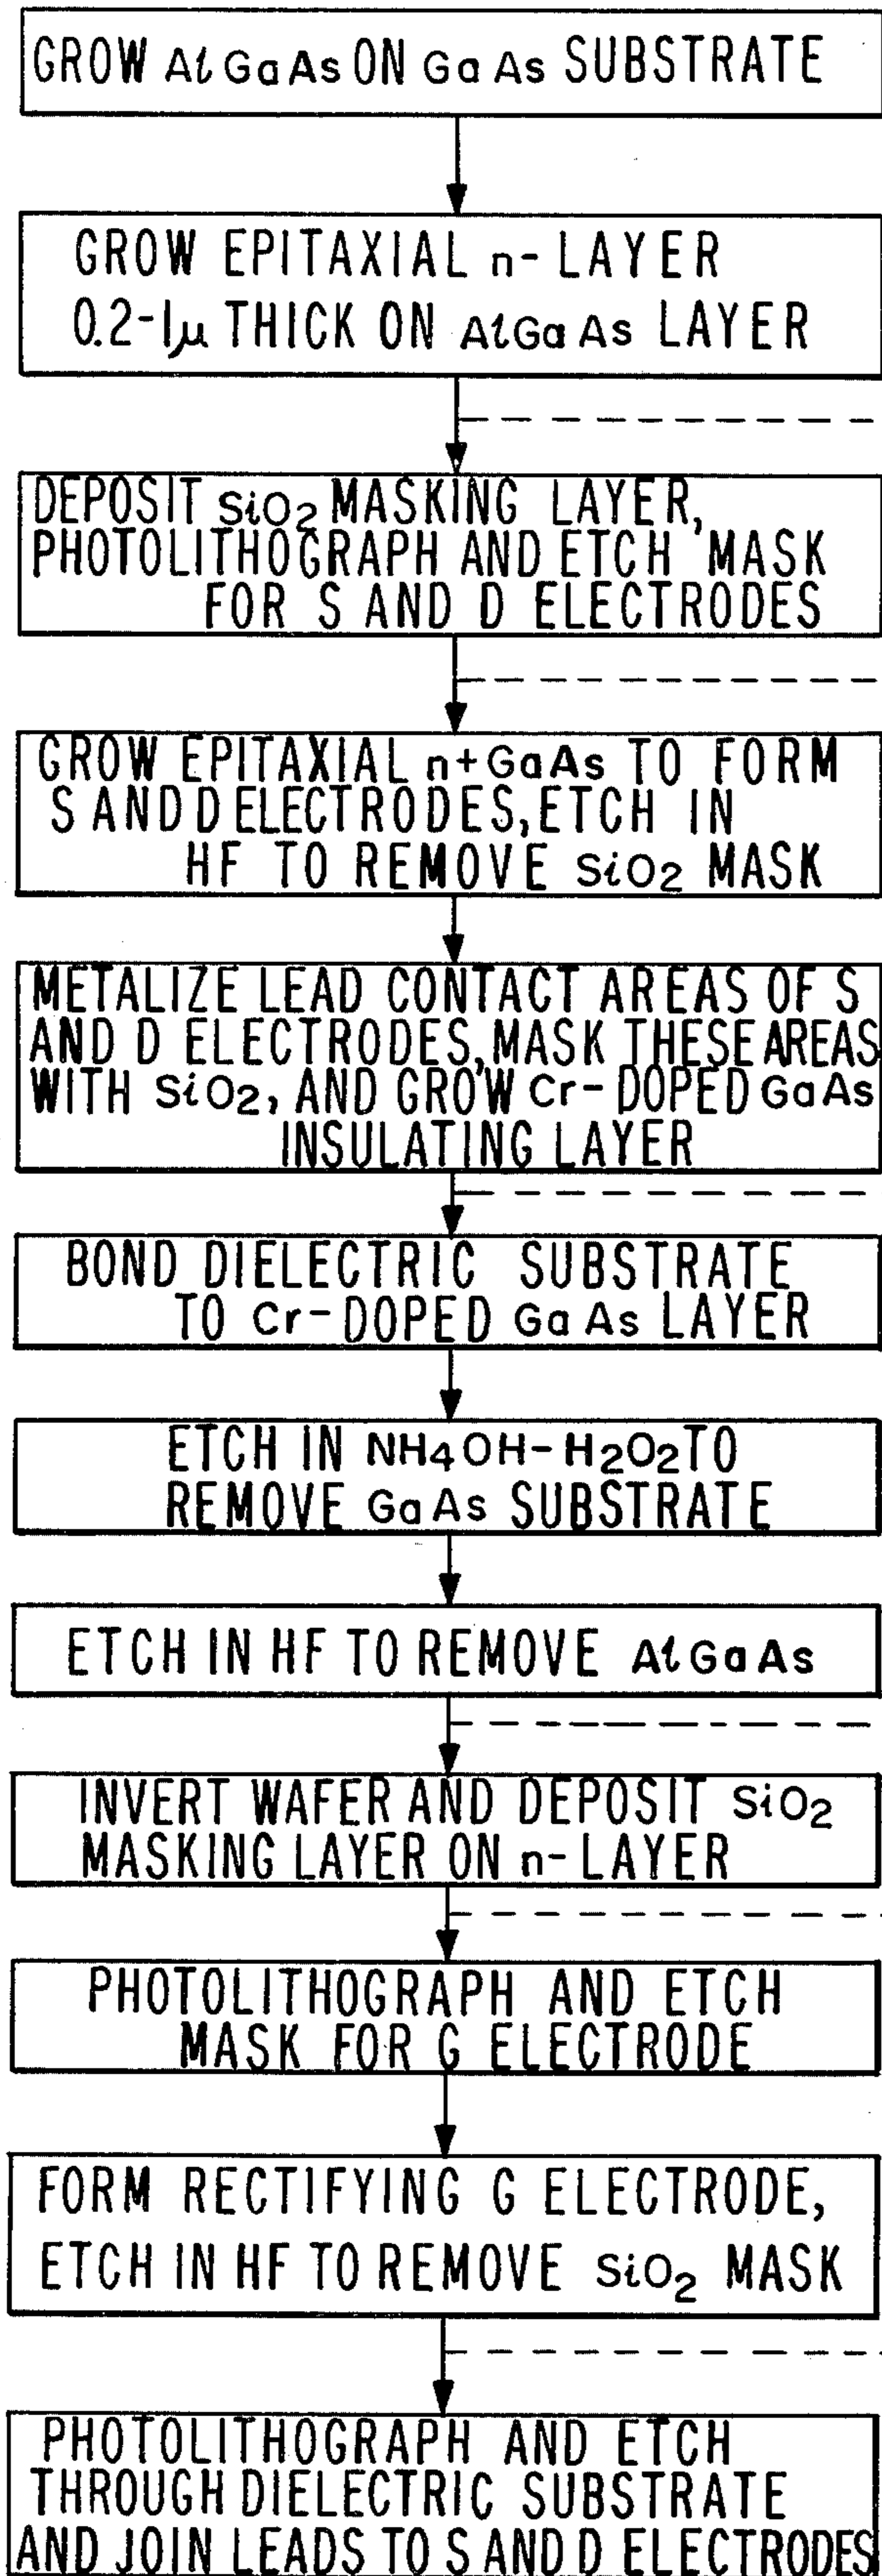 GROW AlGaAs ON GaAs SUBSTRATE
GROW EPITAXIAL n- LAYER
0.2-1μ THICK ON AlGaAs LAYER
DEPOSIT SiO2 MASKING LAYER,
PHOTOLITHOGRAPH AND ETCH MASK
FOR S AND D ELECTRODES
GROW EPITAXIAL n+GaAs TO FORM
S AND D ELECTRODES, ETCH IN
HF TO REMOVE SiO2 MASK
METALIZE LEAD CONTACT AREAS OF S
AND D ELECTRODES, MASK THESE AREAS
WITH SiO2, AND GROW Cr-DOPED GaAs
INSULATING LAYER
BOND DIELECTRIC SUBSTRATE
TO Cr-DOPED GaAs LAYER
ETCH IN NH4OH-H2O2 TO
REMOVE GaAs SUBSTRATE
ETCH IN HF TO REMOVE AlGaAs
INVERT WAFER AND DEPOSIT SiO2
MASKING LAYER ON n-LAYER
PHOTOLITHOGRAPH AND ETCH
MASK FOR G ELECTRODE
FORM RECTIFYING G ELECTRODE,
ETCH IN HF TO REMOVE SiO2 MASK
PHOTOLITHOGRAPH AND ETCH
THROUGH DIELECTRIC SUBSTRATE
AND JOIN LEADS TO S AND D ELECTRODES